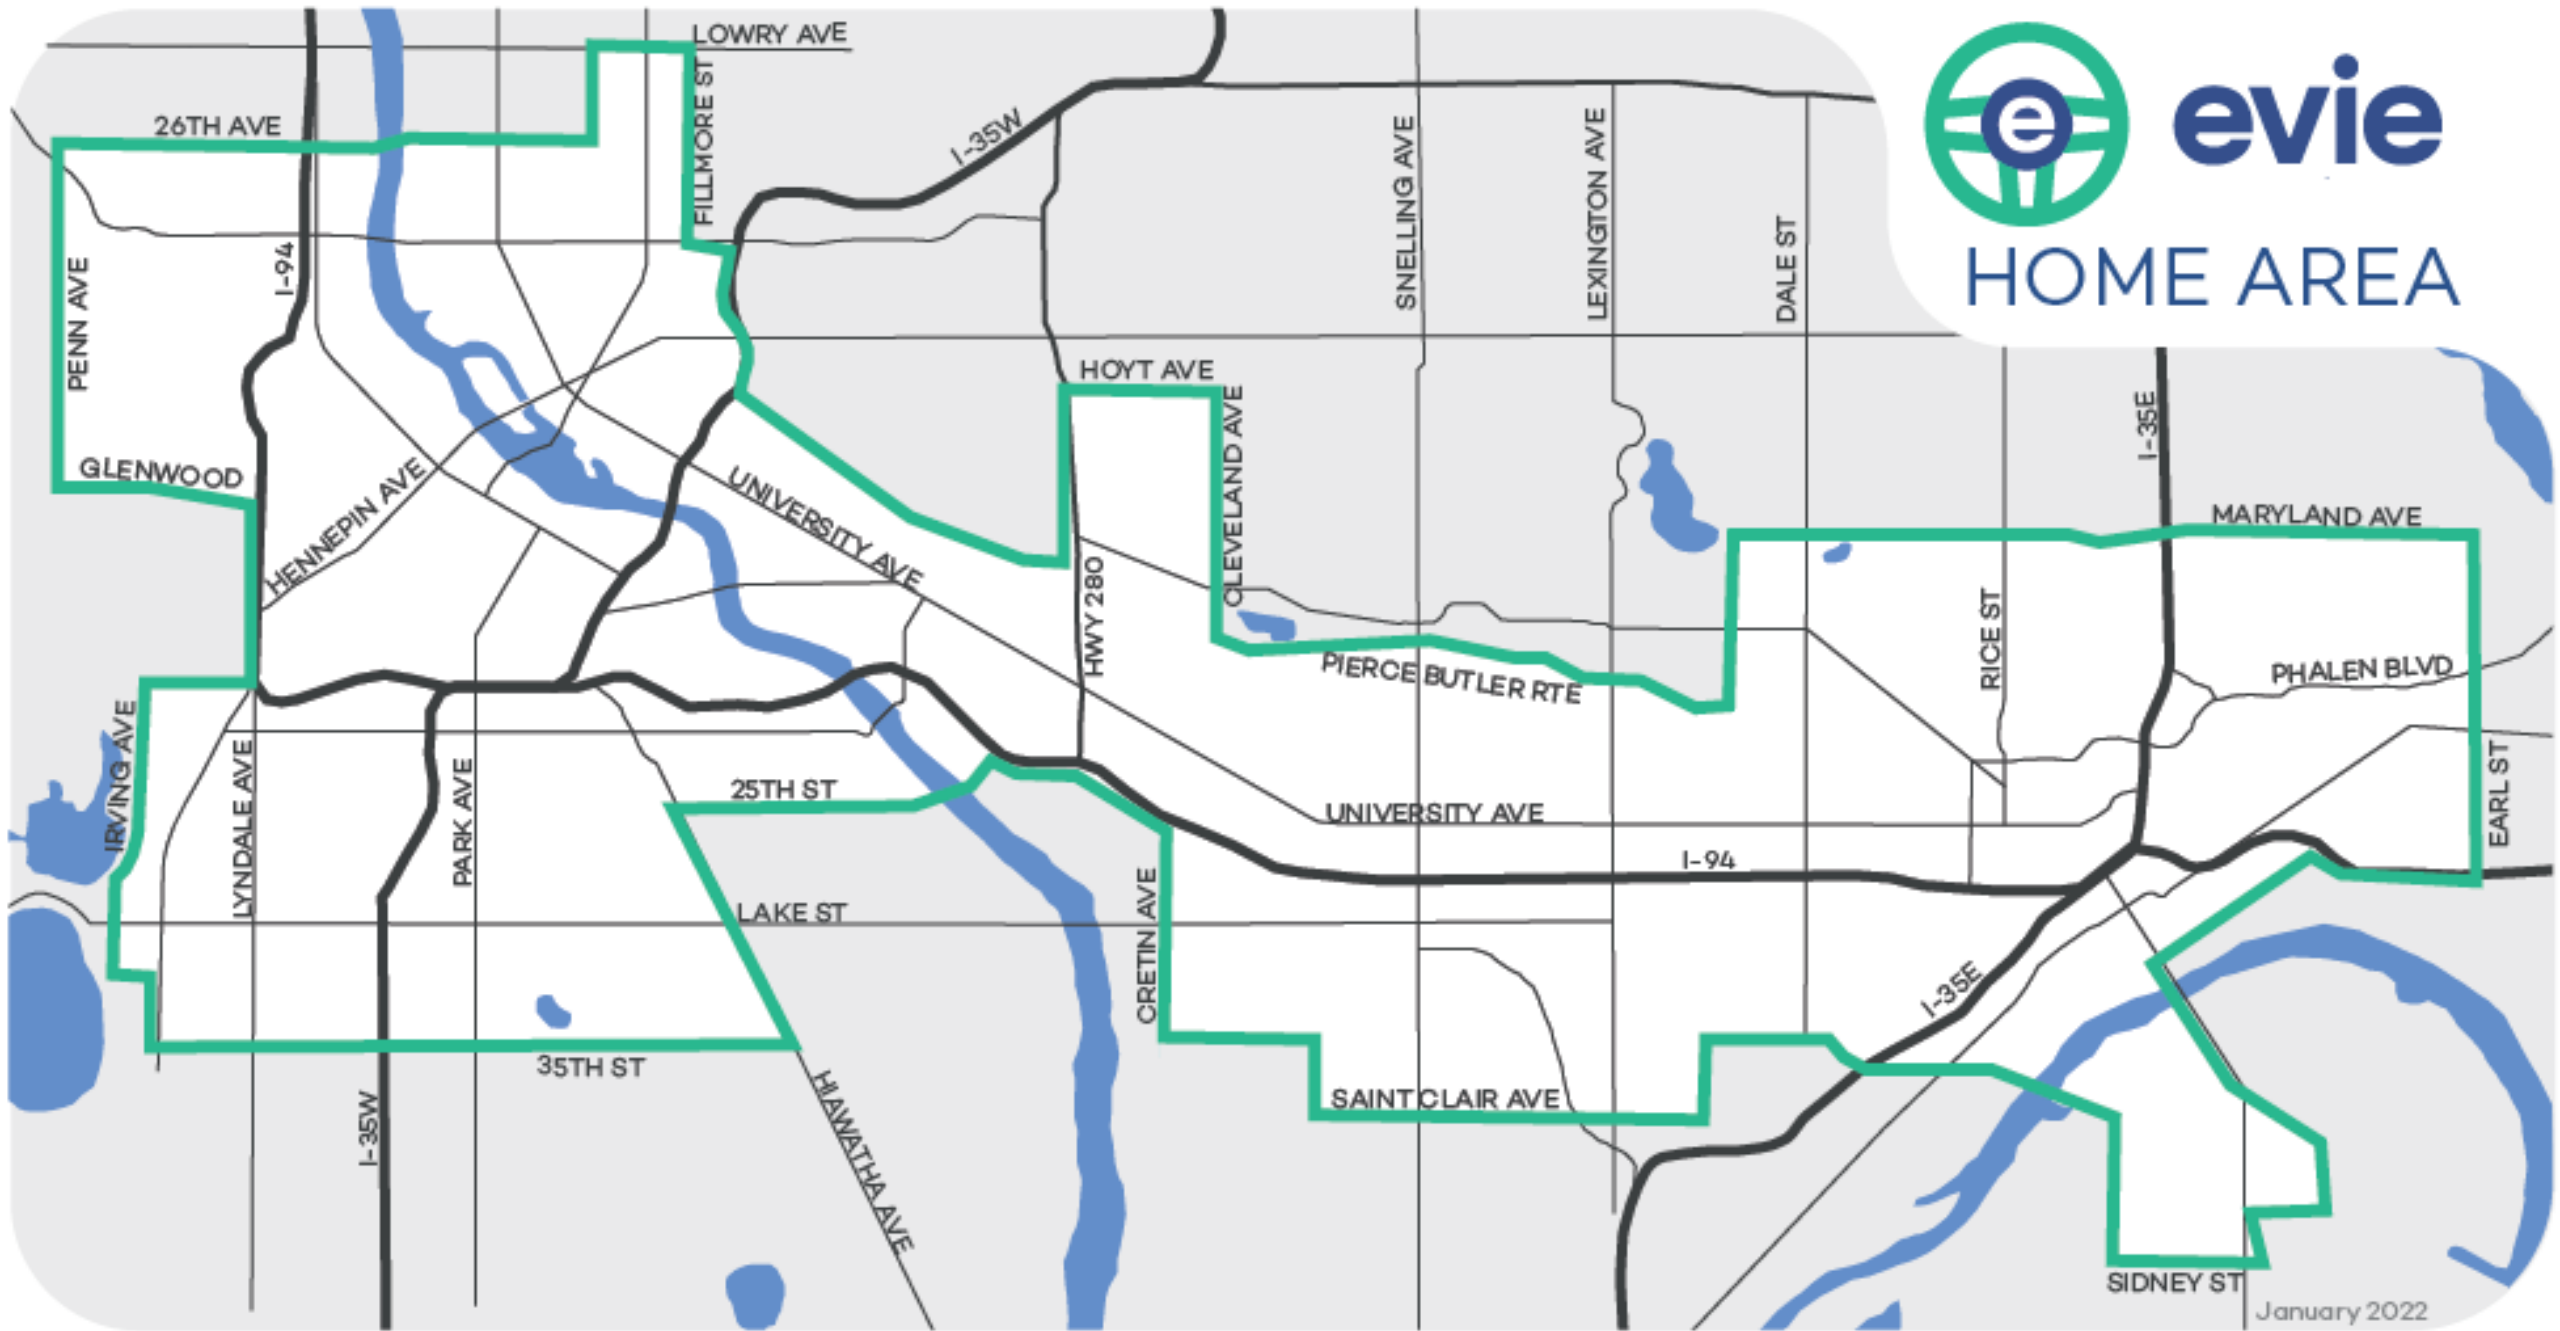 LOWRY AVE
FILLMORE ST
26TH AVE
I-35W
e evie
HOME AREA
SNELLING AVE
LEXINGTON AVE
DALE ST
I-94
PENN AVE
HOYT AVE
CLEVELAND AVE
I-35E
GLENWOOD
HENNEPIN AVE
UNIVERSITY AVE
MARYLAND AVE
HWY 280
RICE ST
PIERCE BUTLER RTE
PHALEN BLVD
IRVING AVE
LYNDALE AVE
PARK AVE
25TH ST
UNIVERSITY AVE
EARL ST
I-94
CRETIN AVE
LAKE ST
I-35E
35TH ST
SAINT CLAIR AVE
I-35W
HIAWATHA AVE
SIDNEY ST
January 2022